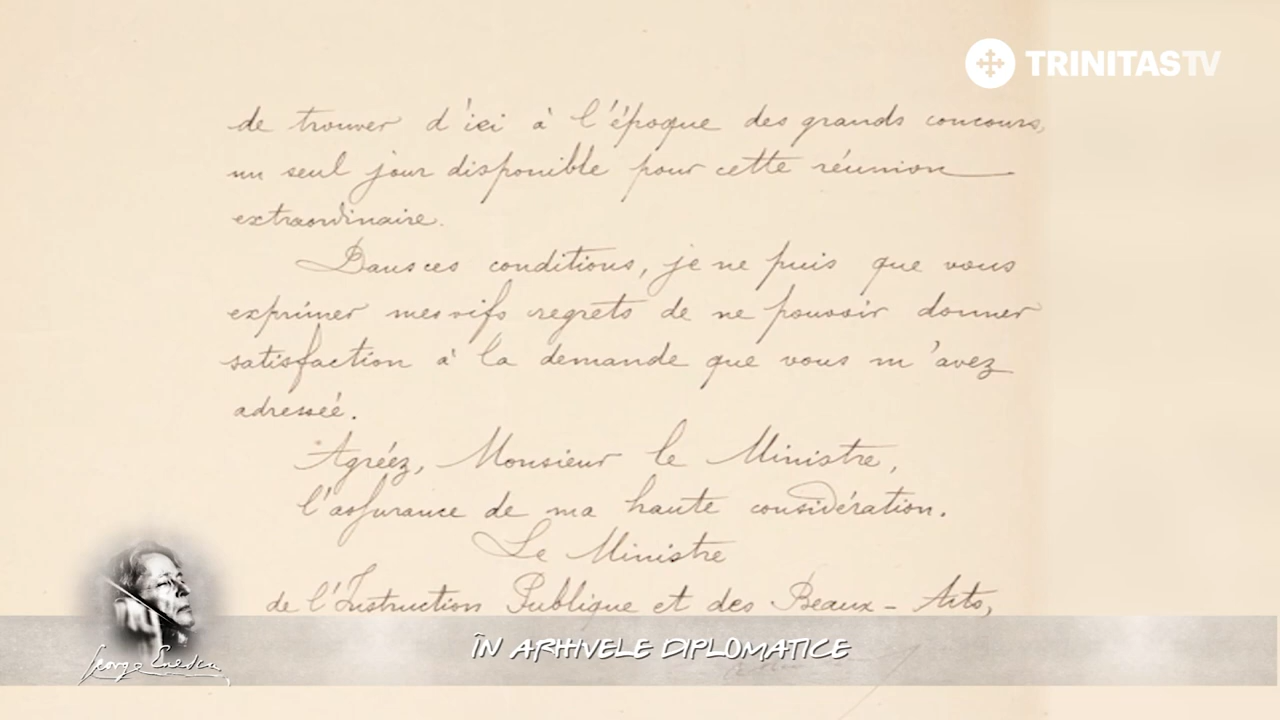 TRINITASTV
de trouver d'ici à l'époque des grands concours,
un seul jour disponible pour cette réunion
extraordinaire.
Dans ces conditions, je ne puis que vous
exprimer mes vifs regrets de ne pouvoir donner
satisfaction à la demande que vous m'avez
adressée.
Agréez, Monsieur le Ministre,
l'assurance de ma haute considération.
Le Ministre
de l'Instruction Publique et des Beaux-Arts,
ÎN ARHIVELE DIPLOMATICE
George Enescu